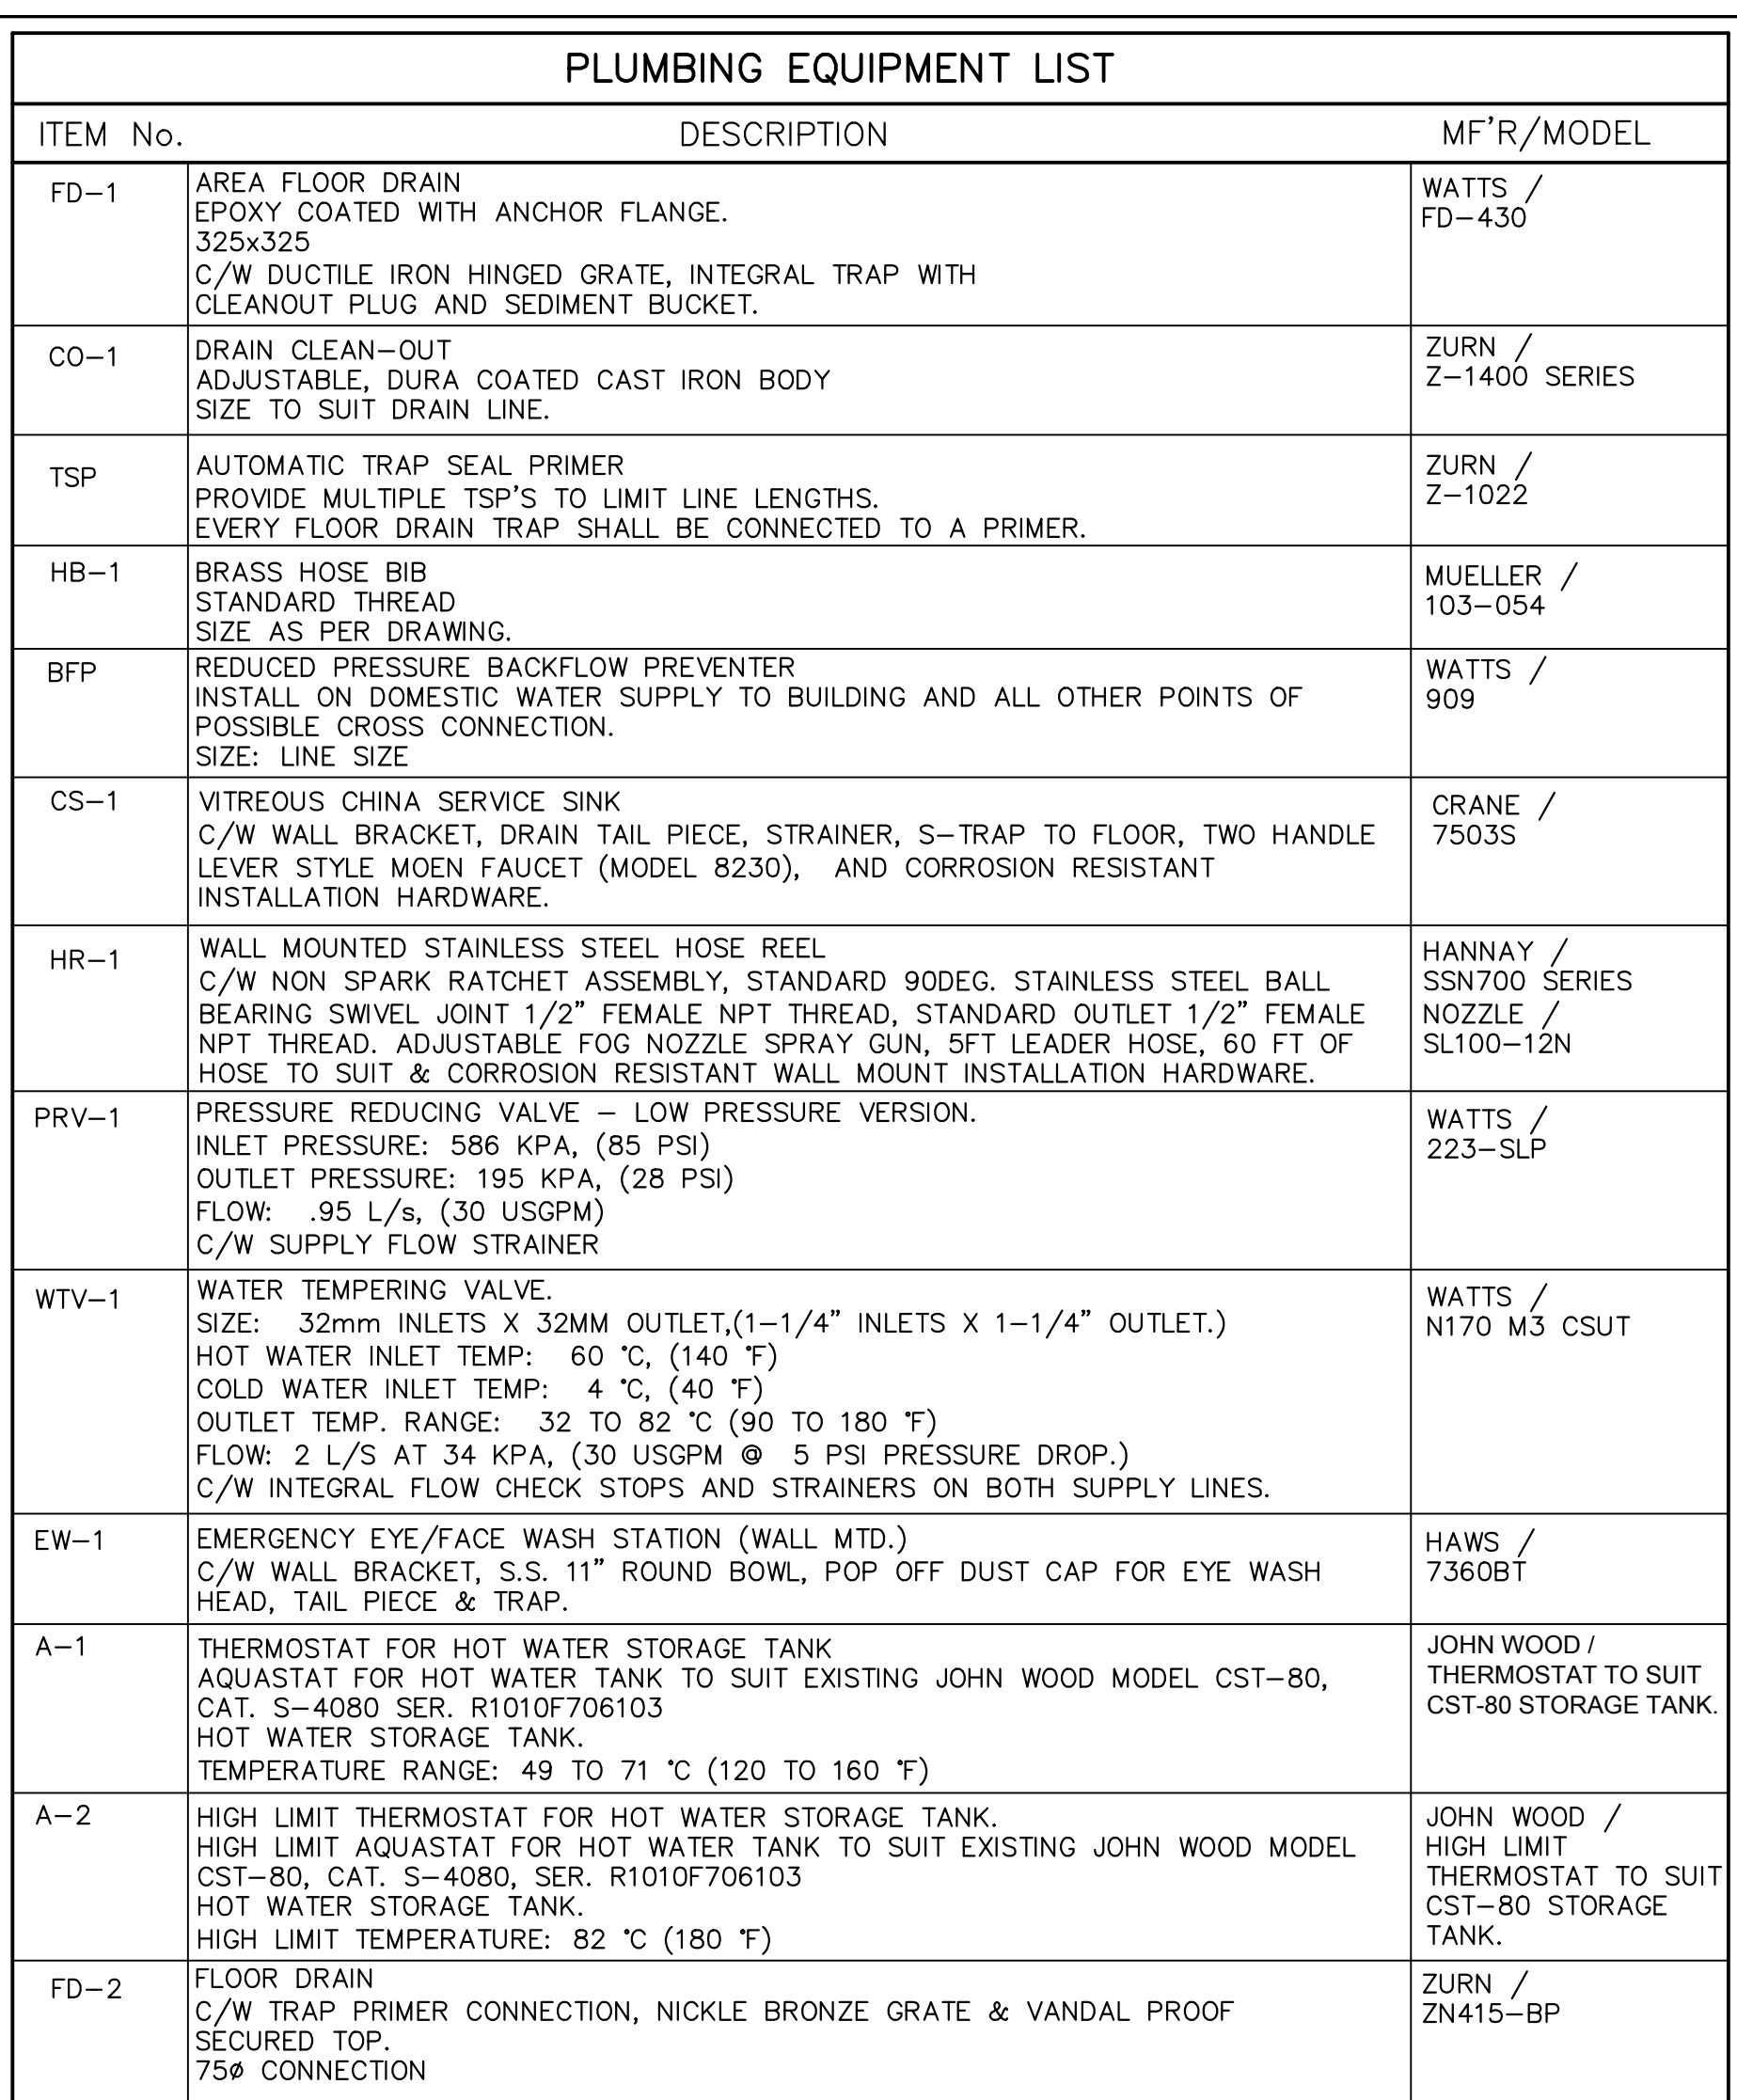 PLUMBING EQUIPMENT LIST
ITEM No. DESCRIPTION MF'R/MODEL
FD-1
AREA FLOOR DRAIN
EPOXY COATED WITH ANCHOR FLANGE.
325x325
C/W DUCTILE IRON HINGED GRATE, INTEGRAL TRAP WITH
CLEANOUT PLUG AND SEDIMENT BUCKET.
WATTS /
FD-430
CO-1
DRAIN CLEAN-OUT
ADJUSTABLE, DURA COATED CAST IRON BODY
SIZE TO SUIT DRAIN LINE.
ZURN /
Z-1400 SERIES
TSP
AUTOMATIC TRAP SEAL PRIMER
PROVIDE MULTIPLE TSP'S TO LIMIT LINE LENGTHS.
EVERY FLOOR DRAIN TRAP SHALL BE CONNECTED TO A PRIMER.
ZURN /
Z-1022
HB-1
BRASS HOSE BIB
STANDARD THREAD
SIZE AS PER DRAWING.
MUELLER /
103-054
BFP
REDUCED PRESSURE BACKFLOW PREVENTER
INSTALL ON DOMESTIC WATER SUPPLY TO BUILDING AND ALL OTHER POINTS OF
POSSIBLE CROSS CONNECTION.
SIZE: LINE SIZE
WATTS /
909
CS-1
VITREOUS CHINA SERVICE SINK
C/W WALL BRACKET, DRAIN TAIL PIECE, STRAINER, S-TRAP TO FLOOR, TWO HANDLE
LEVER STYLE MOEN FAUCET (MODEL 8230), AND CORROSION RESISTANT
INSTALLATION HARDWARE.
CRANE /
7503S
HR-1
WALL MOUNTED STAINLESS STEEL HOSE REEL
C/W NON SPARK RATCHET ASSEMBLY, STANDARD 90DEG. STAINLESS STEEL BALL
BEARING SWIVEL JOINT 1/2" FEMALE NPT THREAD, STANDARD OUTLET 1/2" FEMALE
NPT THREAD. ADJUSTABLE FOG NOZZLE SPRAY GUN, 5FT LEADER HOSE, 60 FT OF
HOSE TO SUIT & CORROSION RESISTANT WALL MOUNT INSTALLATION HARDWARE.
HANNAY /
SSN700 SERIES
NOZZLE /
SL100-12N
PRV-1
PRESSURE REDUCING VALVE – LOW PRESSURE VERSION.
INLET PRESSURE: 586 KPA, (85 PSI)
OUTLET PRESSURE: 195 KPA, (28 PSI)
FLOW: .95 L/s, (30 USGPM)
C/W SUPPLY FLOW STRAINER
WATTS /
223-SLP
WTV-1
WATER TEMPERING VALVE.
SIZE: 32mm INLETS X 32MM OUTLET,(1-1/4" INLETS X 1-1/4" OUTLET.)
HOT WATER INLET TEMP: 60 °C, (140 °F)
COLD WATER INLET TEMP: 4 °C, (40 °F)
OUTLET TEMP. RANGE: 32 TO 82 °C (90 TO 180 °F)
FLOW: 2 L/S AT 34 KPA, (30 USGPM @ 5 PSI PRESSURE DROP.)
C/W INTEGRAL FLOW CHECK STOPS AND STRAINERS ON BOTH SUPPLY LINES.
WATTS /
N170 M3 CSUT
EW-1
EMERGENCY EYE/FACE WASH STATION (WALL MTD.)
C/W WALL BRACKET, S.S. 11" ROUND BOWL, POP OFF DUST CAP FOR EYE WASH
HEAD, TAIL PIECE & TRAP.
HAWS /
7360BT
A-1
THERMOSTAT FOR HOT WATER STORAGE TANK
AQUASTAT FOR HOT WATER TANK TO SUIT EXISTING JOHN WOOD MODEL CST-80,
CAT. S-4080 SER. R1010F706103
HOT WATER STORAGE TANK.
TEMPERATURE RANGE: 49 TO 71 °C (120 TO 160 °F)
JOHN WOOD /
THERMOSTAT TO SUIT
CST-80 STORAGE TANK.
A-2
HIGH LIMIT THERMOSTAT FOR HOT WATER STORAGE TANK.
HIGH LIMIT AQUASTAT FOR HOT WATER TANK TO SUIT EXISTING JOHN WOOD MODEL
CST-80, CAT. S-4080, SER. R1010F706103
HOT WATER STORAGE TANK.
HIGH LIMIT TEMPERATURE: 82 °C (180 °F)
JOHN WOOD /
HIGH LIMIT
THERMOSTAT TO SUIT
CST-80 STORAGE
TANK.
FD-2
FLOOR DRAIN
C/W TRAP PRIMER CONNECTION, NICKLE BRONZE GRATE & VANDAL PROOF
SECURED TOP.
75ø CONNECTION
ZURN /
ZN415-BP